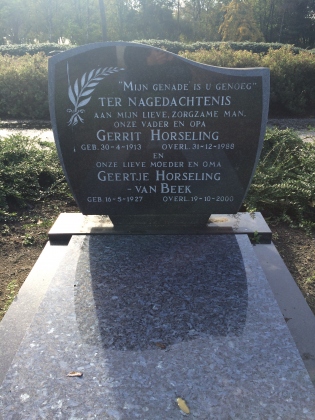 "Mijn genade is u genoeg"
Ter nagedachtenis
aan mijn lieve, zorgzame man,
onze vader en opa
Gerrit Horseling
geb. 30-4-1913 overl. 31-12-1988
en
onze lieve moeder en oma
Geertje Horseling
- van Beek
geb. 16-5-1927 overl. 19-10-2000